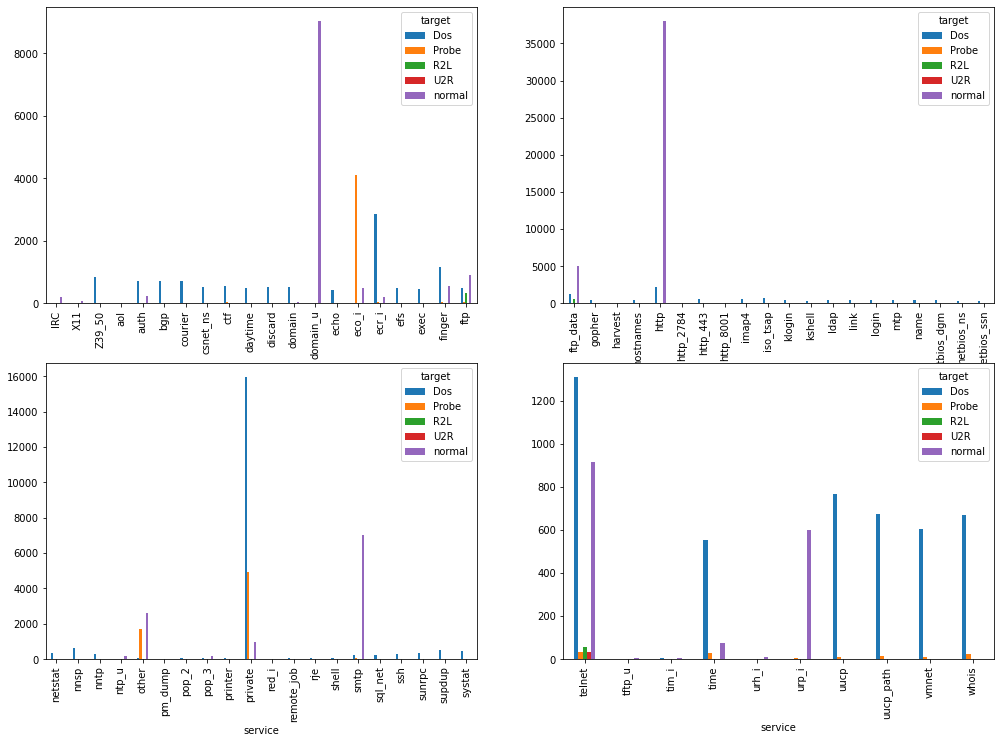 target
Dos
Probe
R2L
U2R
normal
8000
6000
4000
2000
0
IRC
X11
Z39_50
aol
auth
bgp
courier
csnet_ns
ctf
daytime
discard
domain
domain_u
echo
eco_i
ecr_i
efs
exec
finger
ftp
target
Dos
Probe
R2L
U2R
normal
35000
30000
25000
20000
15000
10000
5000
0
ftp_data
gopher
harvest
ostnames
http
http_2784
http_443
http_8001
imap4
iso_tsap
klogin
kshell
ldap
link
login
mtp
name
tbios_dgm
netbios_ns
etbios_ssn
target
Dos
Probe
R2L
U2R
normal
16000
14000
12000
10000
8000
6000
4000
2000
0
netstat
nnsp
nntp
ntp_u
other
pm_dump
pop_2
pop_3
printer
private
red_i
remote_job
rje
shell
smtp
sql_net
ssh
sunrpc
supdup
systat
service
target
Dos
Probe
R2L
U2R
normal
1200
1000
800
600
400
200
0
telnet
tftp_u
tim_i
time
urh_i
urp_i
uucp
uucp_path
vmnet
whois
service